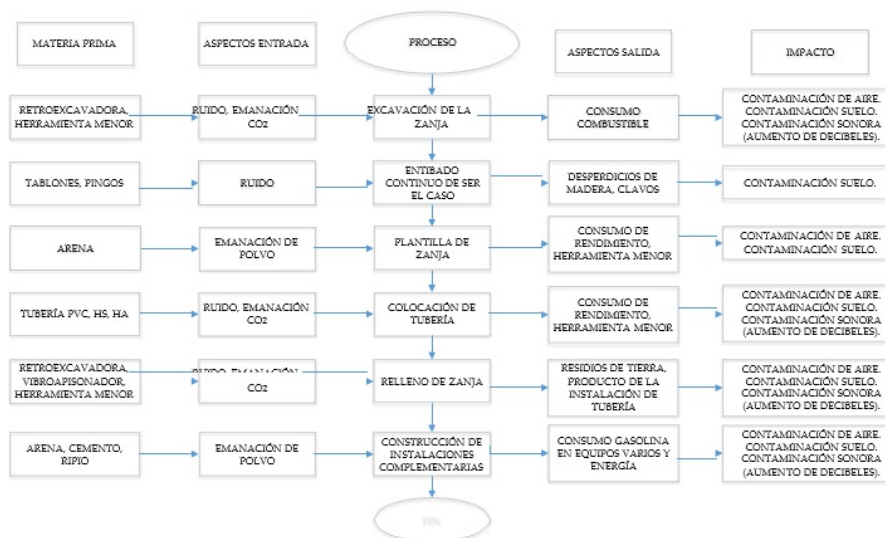 MATERIA PRIMA
ASPECTOS ENTRADA
PROCESO
ASPECTOS SALIDA
IMPACTO
RETROEXCAVADORA,
HERRAMIENTA MENOR
RUIDO, EMANACIÓN
CO2
EXCAVACIÓN DE LA
ZANJA
CONSUMO
COMBUSTIBLE
CONTAMINACIÓN DE AIRE.
CONTAMINACIÓN SUELO.
CONTAMINACIÓN SONORA
(AUMENTO DE DECIBELES).
TABLONES, PINGOS
RUIDO
ENTIBADO
CONTINUO DE SER
EL CASO
DESPERDICIOS DE
MADERA, CLAVOS
CONTAMINACIÓN SUELO.
ARENA
EMANACIÓN DE
POLVO
PLANTILLA DE
ZANJA
CONSUMO DE
RENDIMIENTO,
HERRAMIENTA MENOR
CONTAMINACIÓN DE AIRE.
CONTAMINACIÓN SUELO.
TUBERÍA PVC, HS, HA
RUIDO, EMANACIÓN
CO2
COLOCACIÓN DE
TUBERÍA
CONSUMO DE
RENDIMIENTO,
HERRAMIENTA MENOR
CONTAMINACIÓN DE AIRE.
CONTAMINACIÓN SUELO.
CONTAMINACIÓN SONORA
(AUMENTO DE DECIBELES).
RETROEXCAVADORA,
VIBROAPISONADOR,
HERRAMIENTA MENOR
RUIDO, EMANACIÓN
CO2
RELLENO DE ZANJA
RESIDIOS DE TIERRA,
PRODUCTO DE LA
INSTALACIÓN DE
TUBERÍA
CONTAMINACIÓN DE AIRE.
CONTAMINACIÓN SUELO.
CONTAMINACIÓN SONORA
(AUMENTO DE DECIBELES).
ARENA, CEMENTO,
RIPIO
EMANACIÓN DE
POLVO
CONSTRUCCIÓN DE
INSTALACIONES
COMPLEMENTARIAS
CONSUMO GASOLINA
EN EQUIPOS VARIOS Y
ENERGÍA
CONTAMINACIÓN DE AIRE.
CONTAMINACIÓN SUELO.
CONTAMINACIÓN SONORA
(AUMENTO DE DECIBELES).
FIN